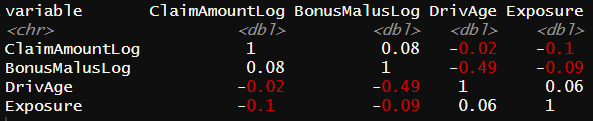 variable ClaimAmountLog BonusMalusLog DrivAge Exposure
<chr> <dbl> <dbl> <dbl> <dbl>
ClaimAmountLog 1 0.08 -0.02 -0.1
BonusMalusLog 0.08 1 -0.49 -0.09
DrivAge -0.02 -0.49 1 0.06
Exposure -0.1 -0.09 0.06 1